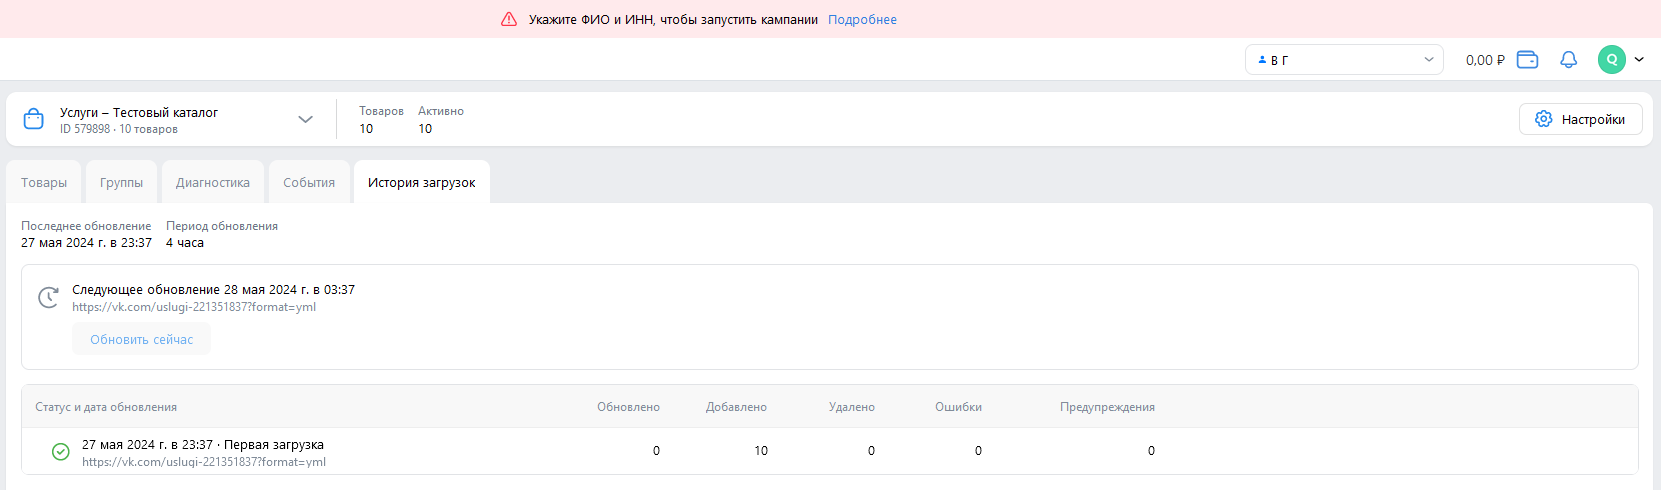 Укажите ФИО и ИНН, чтобы запустить кампании Подробнее
В Г 0,00 ₽ Q
Услуги – Тестовый каталог
ID 579898 · 10 товаров
Товаров Активно
10 10
Настройки
Товары Группы Диагностика События История загрузок
Последнее обновление Период обновления
27 мая 2024 г. в 23:37 4 часа
Следующее обновление 28 мая 2024 г. в 03:37
https://vk.com/uslugi-221351837?format=yml
Обновить сейчас
Статус и дата обновления Обновлено Добавлено Удалено Ошибки Предупреждения
27 мая 2024 г. в 23:37 · Первая загрузка 0 10 0 0 0
https://vk.com/uslugi-221351837?format=yml